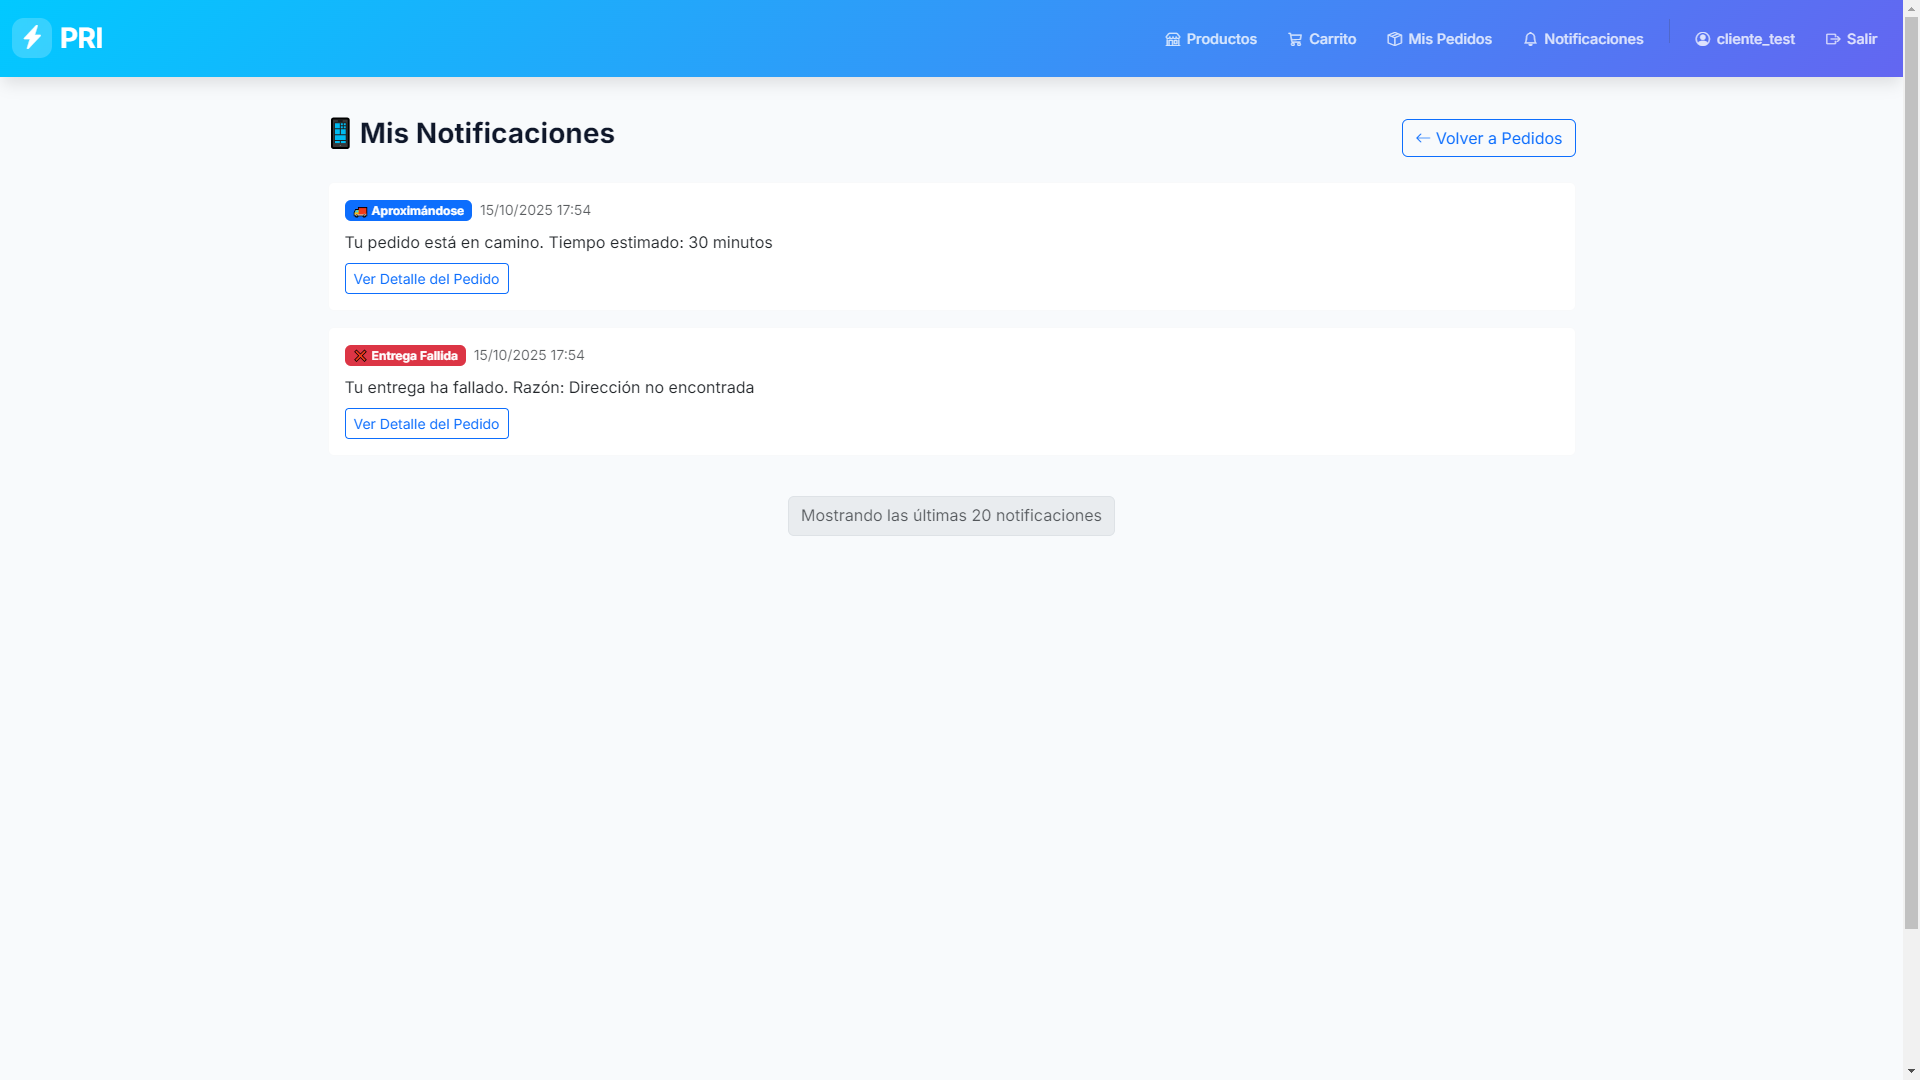 PRI
Productos Carrito Mis Pedidos Notificaciones cliente_test Salir
Mis Notificaciones
Volver a Pedidos
Aproximándose 15/10/2025 17:54
Tu pedido está en camino. Tiempo estimado: 30 minutos
Ver Detalle del Pedido
Entrega Fallida 15/10/2025 17:54
Tu entrega ha fallado. Razón: Dirección no encontrada
Ver Detalle del Pedido
Mostrando las últimas 20 notificaciones